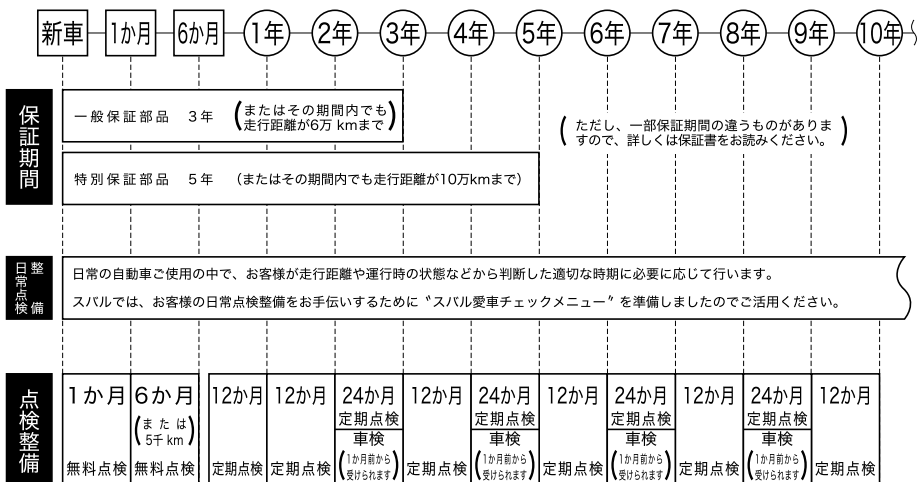 新車 1か月 6か月 1年 2年 3年 4年 5年 6年 7年 8年 9年 10年
保証期間
一般保証部品 3年 (またはその期間内でも
走行距離が6万 kmまで)
(ただし、一部保証期間の違うものがありま
すので、詳しくは保証書をお読みください。)
特別保証部品 5年 (またはその期間内でも走行距離が10万kmまで)
日常点検
整備
日常の自動車ご使用の中で、お客様が走行距離や運行時の状態などから判断した適切な時期に必要に応じて行います。
スバルでは、お客様の日常点検整備をお手伝いするために〝スバル愛車チェックメニュー〞を準備しましたのでご活用ください。
点検整備
1か月
無料点検
6か月
(または
5千 km)
無料点検
12か月
定期点検
12か月
定期点検
24か月
定期点検
車検
(1か月前から
受けられます)
12か月
定期点検
24か月
定期点検
車検
(1か月前から
受けられます)
12か月
定期点検
24か月
定期点検
車検
(1か月前から
受けられます)
12か月
定期点検
24か月
定期点検
車検
(1か月前から
受けられます)
12か月
定期点検